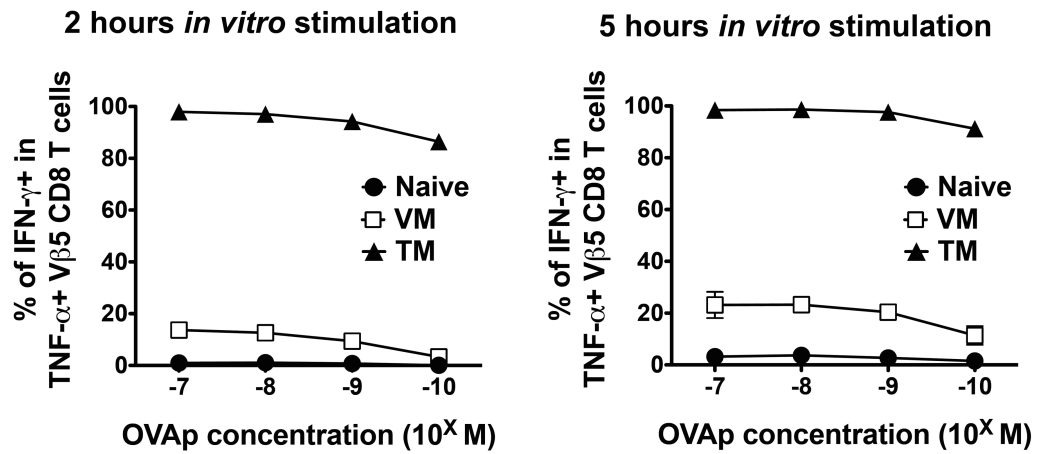 2 hours in vitro stimulation
% of IFN-γ+ in
TNF-α+ Vβ5 CD8 T cells
100
80
60
40
20
0
Naive
VM
TM
-7 -8 -9 -10
OVAp concentration (10^X M)
5 hours in vitro stimulation
% of IFN-γ+ in
TNF-α+ Vβ5 CD8 T cells
100
80
60
40
20
0
Naive
VM
TM
-7 -8 -9 -10
OVAp concentration (10^X M)